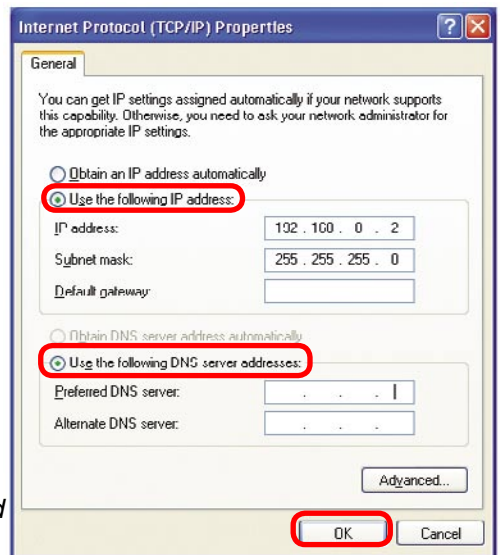 Internet Protocol (TCP/IP) Properties
General
You can get IP settings assigned automatically if your network supports
this capability. Otherwise, you need to ask your network administrator for
the appropriate IP settings.
Obtain an IP address automatically
Use the following IP address:
IP address: 192 . 168 . 0 . 2
Subnet mask: 255 . 255 . 255 . 0
Default gateway:
Obtain DNS server address automatically
Use the following DNS server addresses:
Preferred DNS server: . . .
Alternate DNS server: . . .
Advanced...
OK Cancel